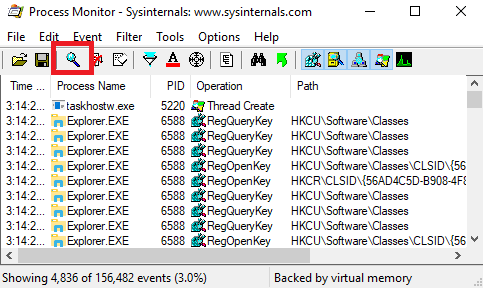 Process Monitor - Sysinternals: www.sysinternals.com
File Edit Event Filter Tools Options Help
Time ... Process Name PID Operation Path
3:14:2... taskhostw.exe 5220 Thread Create
3:14:2... Explorer.EXE 6588 RegQueryKey HKCU\Software\Classes
3:14:2... Explorer.EXE 6588 RegQueryKey HKCU\Software\Classes
3:14:2... Explorer.EXE 6588 RegQueryKey HKCU\Software\Classes
3:14:2... Explorer.EXE 6588 RegOpenKey HKCU\Software\Classes\CLSID\{56
3:14:2... Explorer.EXE 6588 RegOpenKey HKCR\CLSID\{56AD4C5D-B908-4F8
3:14:2... Explorer.EXE 6588 RegQueryKey HKCU\Software\Classes
3:14:2... Explorer.EXE 6588 RegQueryKey HKCU\Software\Classes
3:14:2... Explorer.EXE 6588 RegQueryKey HKCU\Software\Classes
3:14:2... Explorer.EXE 6588 RegOpenKey HKCU\Software\Classes\CLSID\{56
Showing 4,836 of 156,482 events (3.0%) Backed by virtual memory